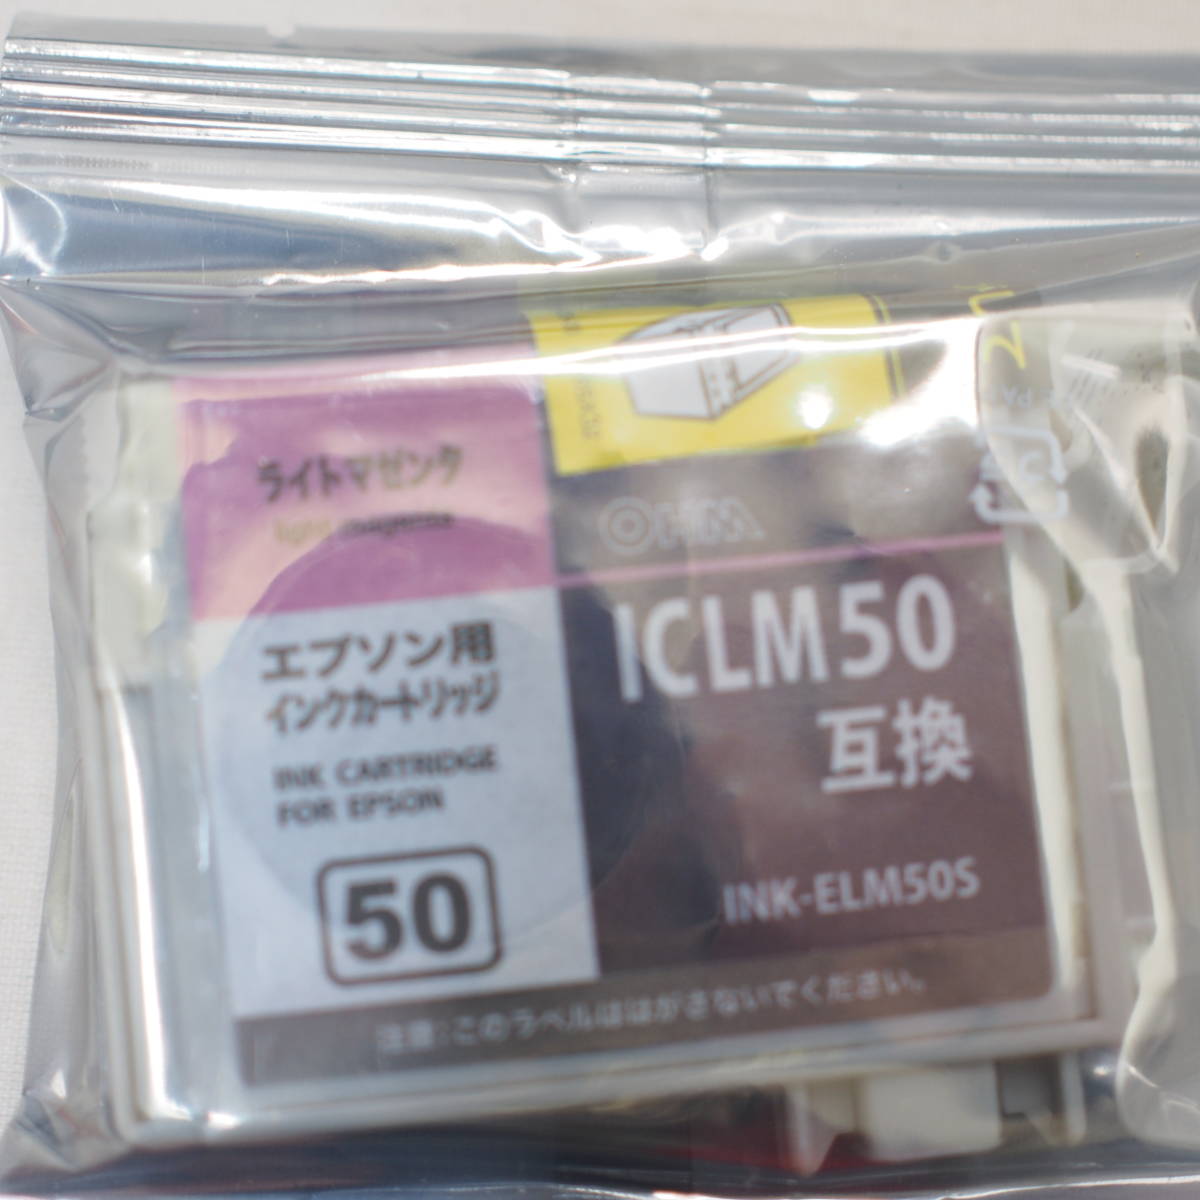 ライトマゼンタ
light magenta
OHM
ICLM50
互換
エプソン用
インクカートリッジ
INK CARTRIDGE
FOR EPSON
50
INK-ELM50S
注意:このラベルははがさないでください。